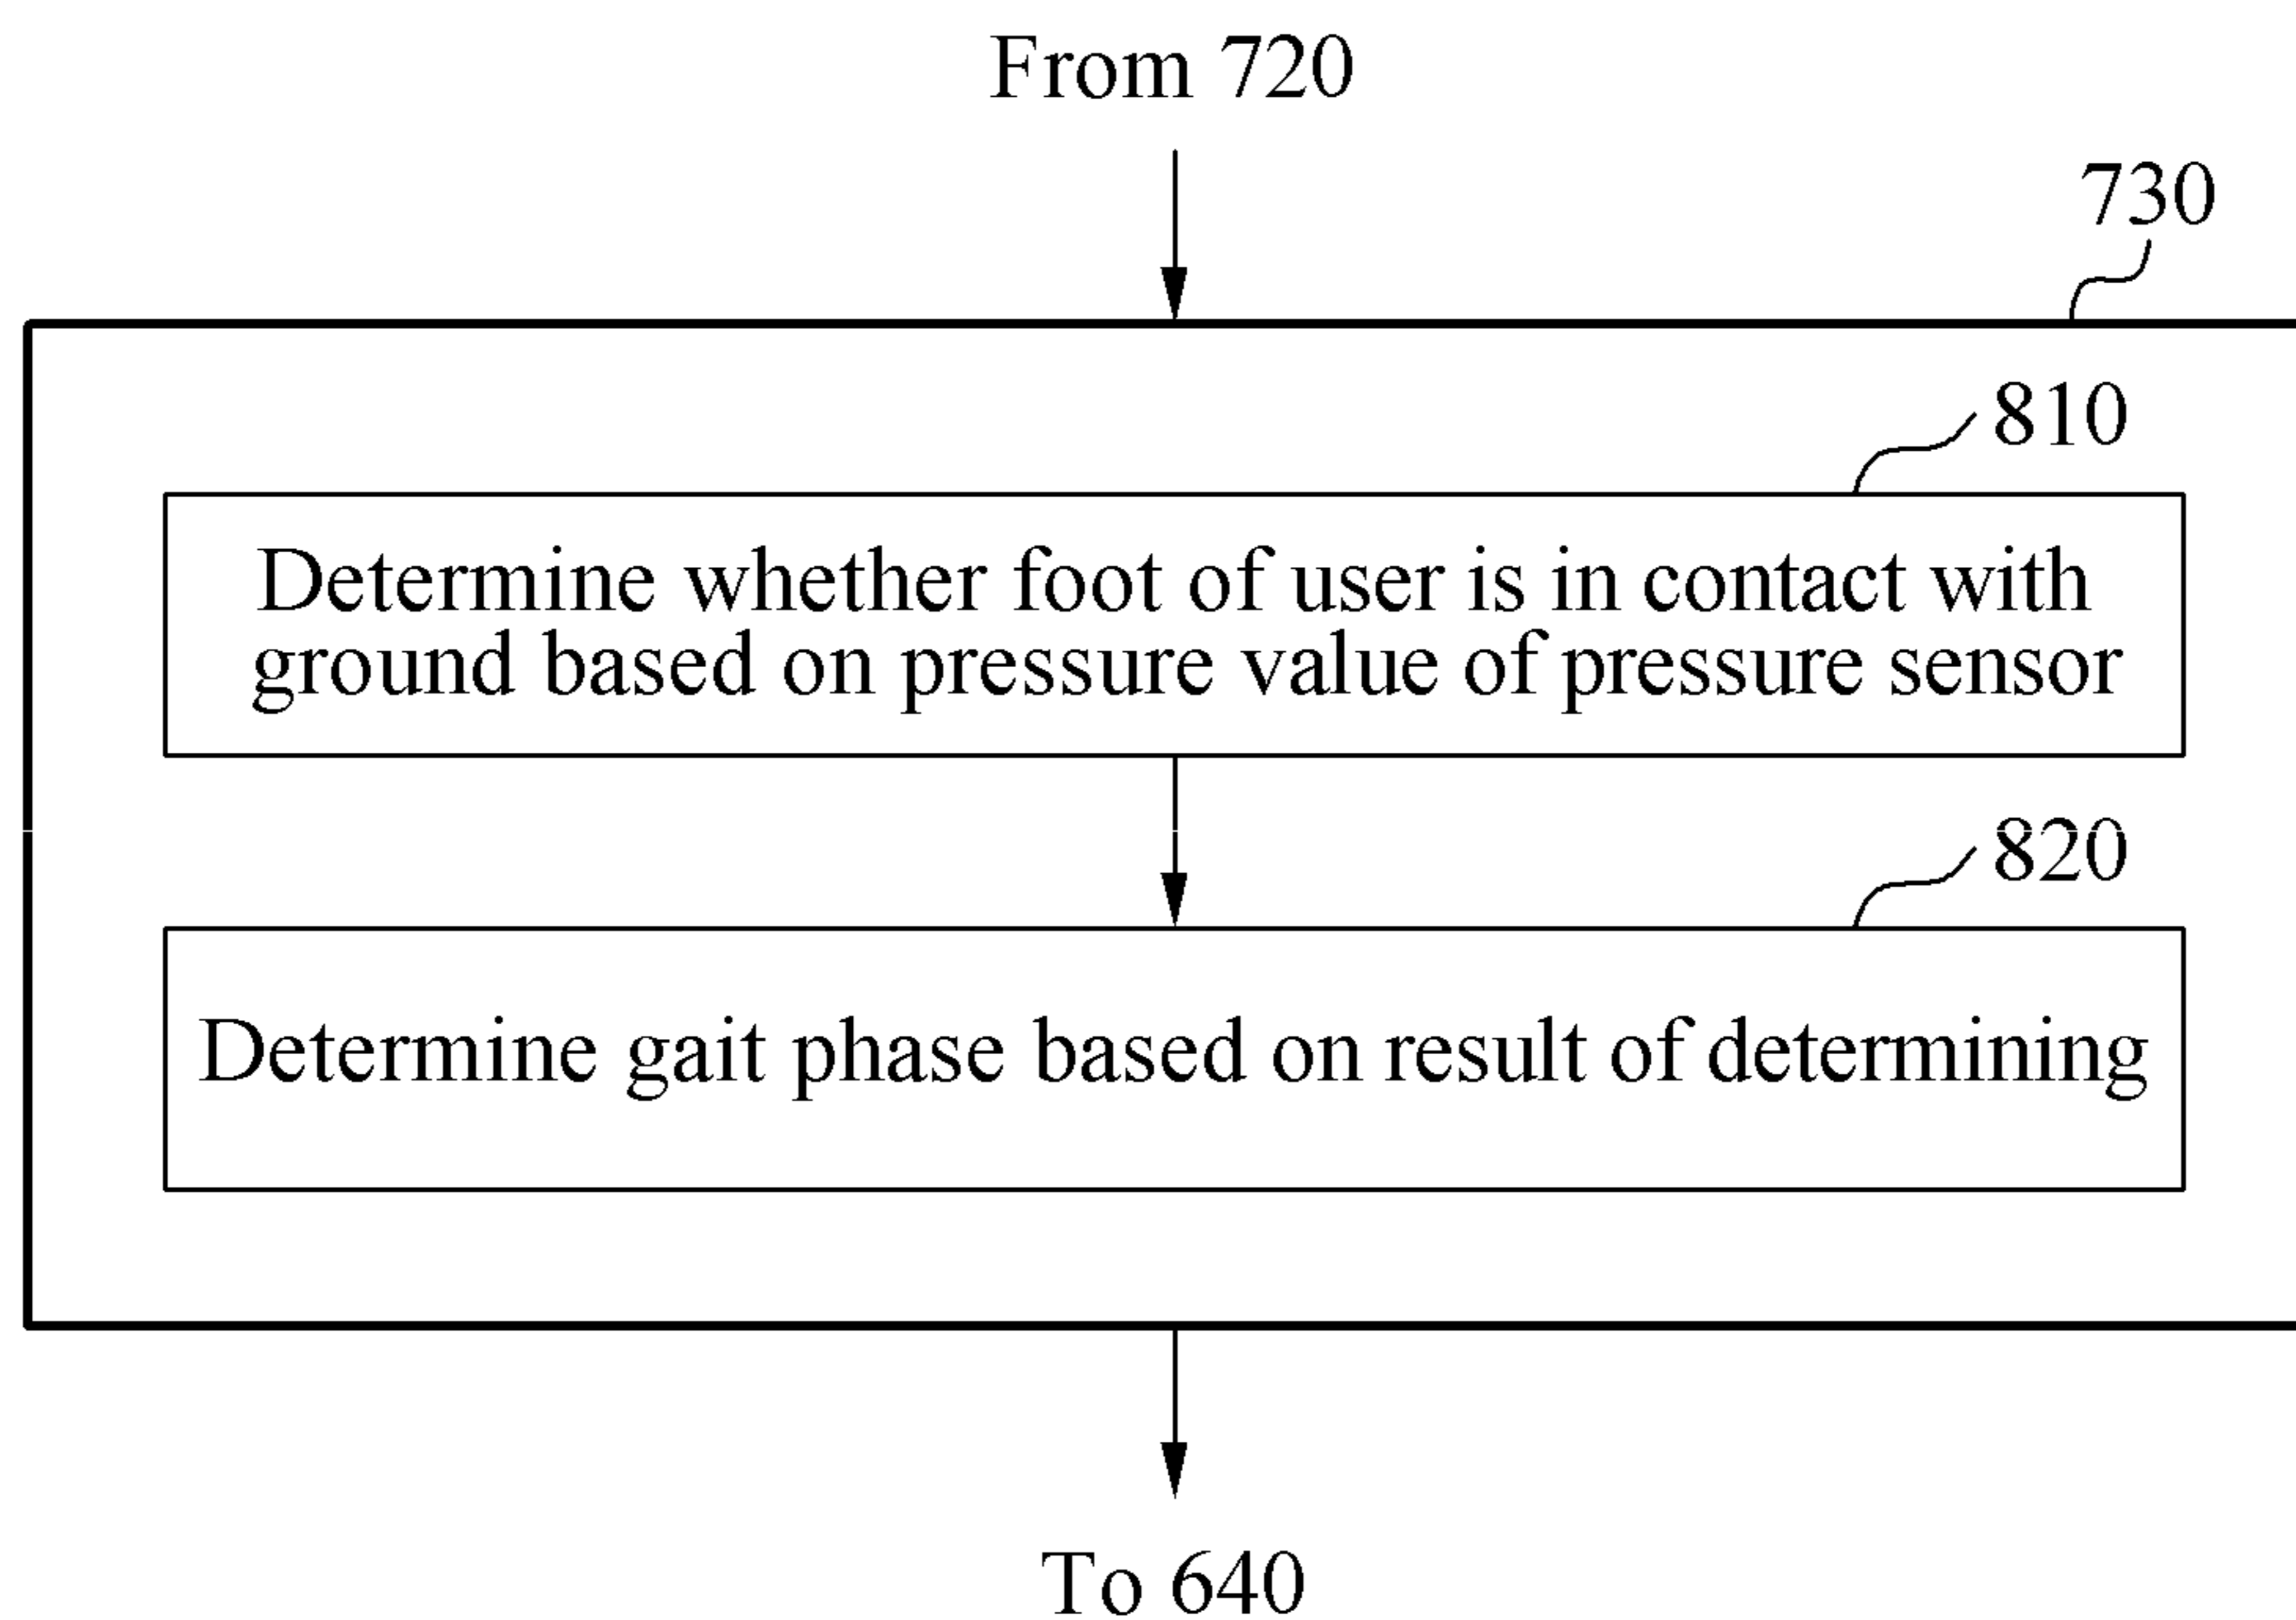 From 720
730
810
Determine whether foot of user is in contact with
ground based on pressure value of pressure sensor
820
Determine gait phase based on result of determining
To 640